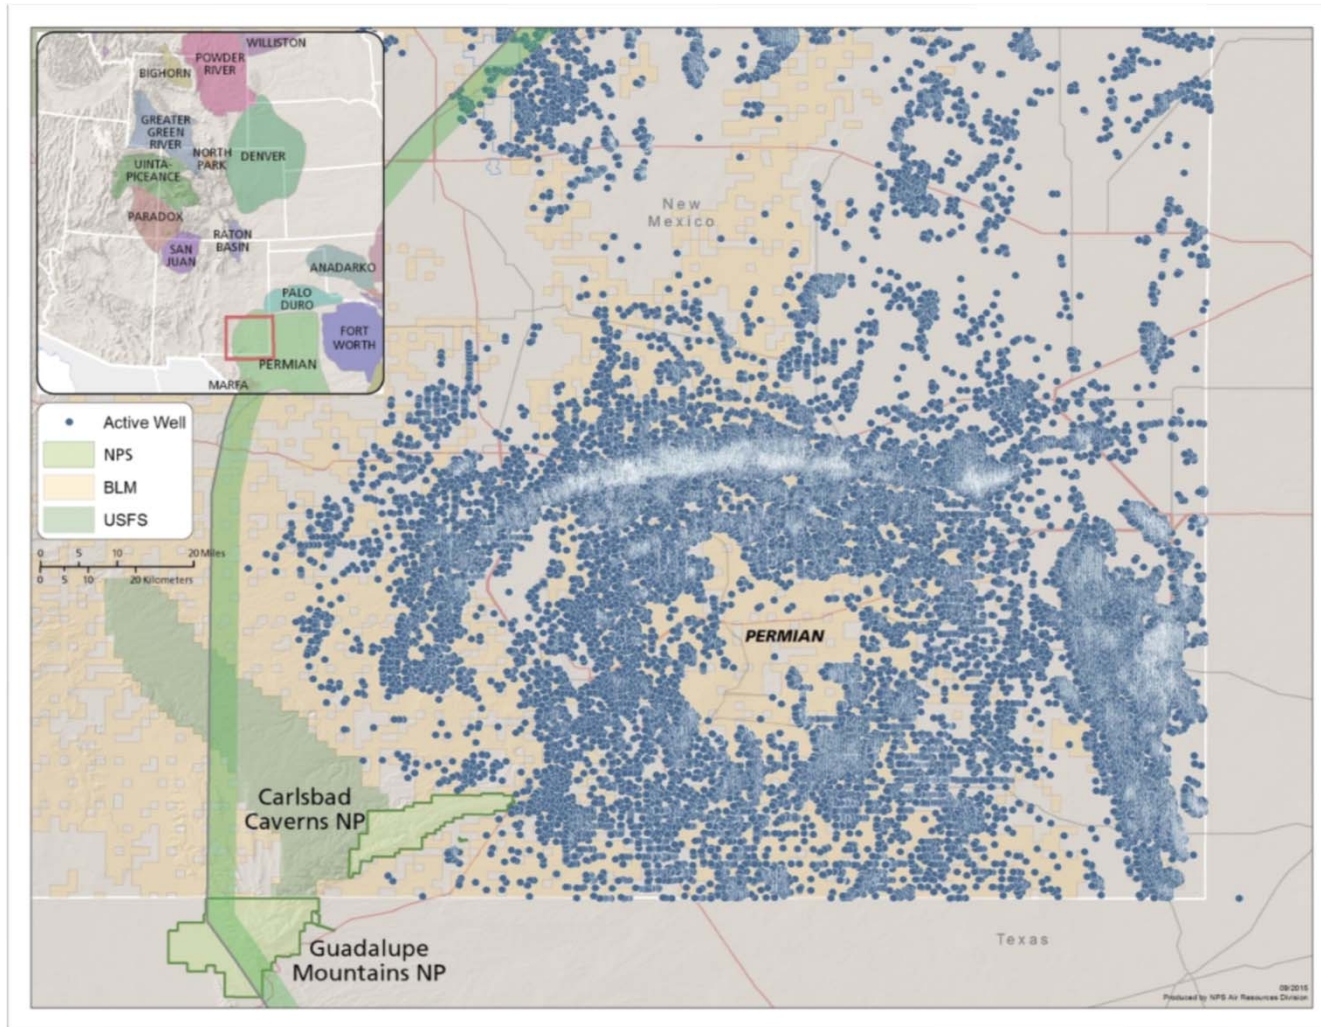 WILLISTON
POWDER
RIVER
BIGHORN
GREATER
GREEN
RIVER
NORTH
PARK
DENVER
UINTA-
PICEANCE
PARADOX
RATON
BASIN
SAN
JUAN
ANADARKO
PALO
DURO
FORT
WORTH
PERMIAN
MARFA
Active Well
NPS
BLM
USFS
0 5 10 20 Miles
0 5 10 20 Kilometers
New
Mexico
PERMIAN
Carlsbad
Caverns NP
Guadalupe
Mountains NP
Texas
09/2015
Produced by NPS Air Resources Division